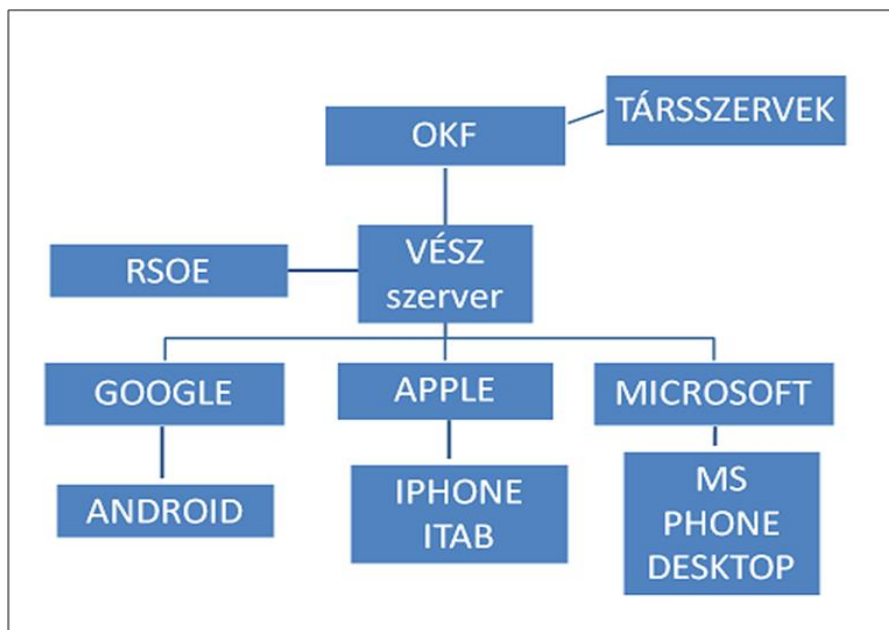 TÁRSSZERVEK
OKF
VÉSZ
szerver
RSOE
GOOGLE
APPLE
MICROSOFT
ANDROID
IPHONE
ITAB
MS
PHONE
DESKTOP